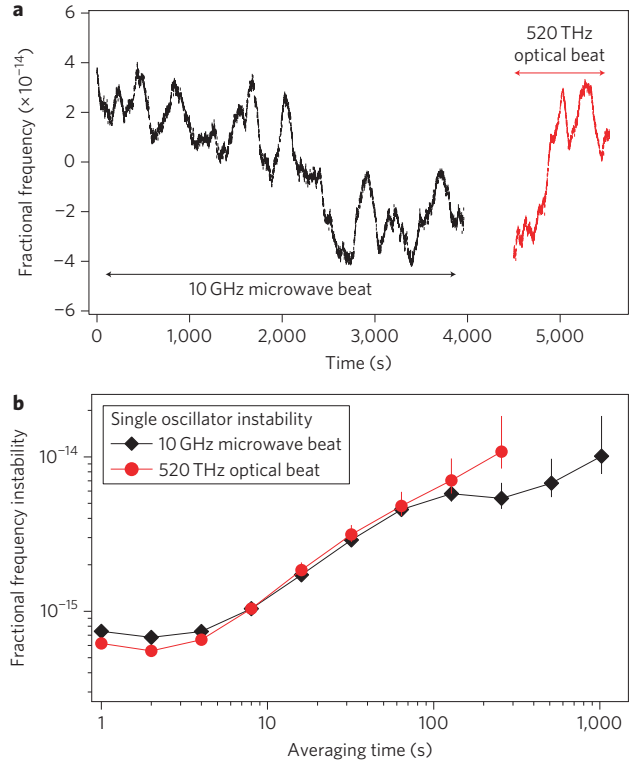 a
520 THz
optical beat
Fractional frequency (×10⁻¹⁴)
6
4
2
0
−2
−4
−6
10 GHz microwave beat
0
1,000
2,000
3,000
4,000
5,000
Time (s)
b
Single oscillator instability
10 GHz microwave beat
520 THz optical beat
Fractional frequency instability
10⁻¹⁴
10⁻¹⁵
1
10
100
1,000
Averaging time (s)